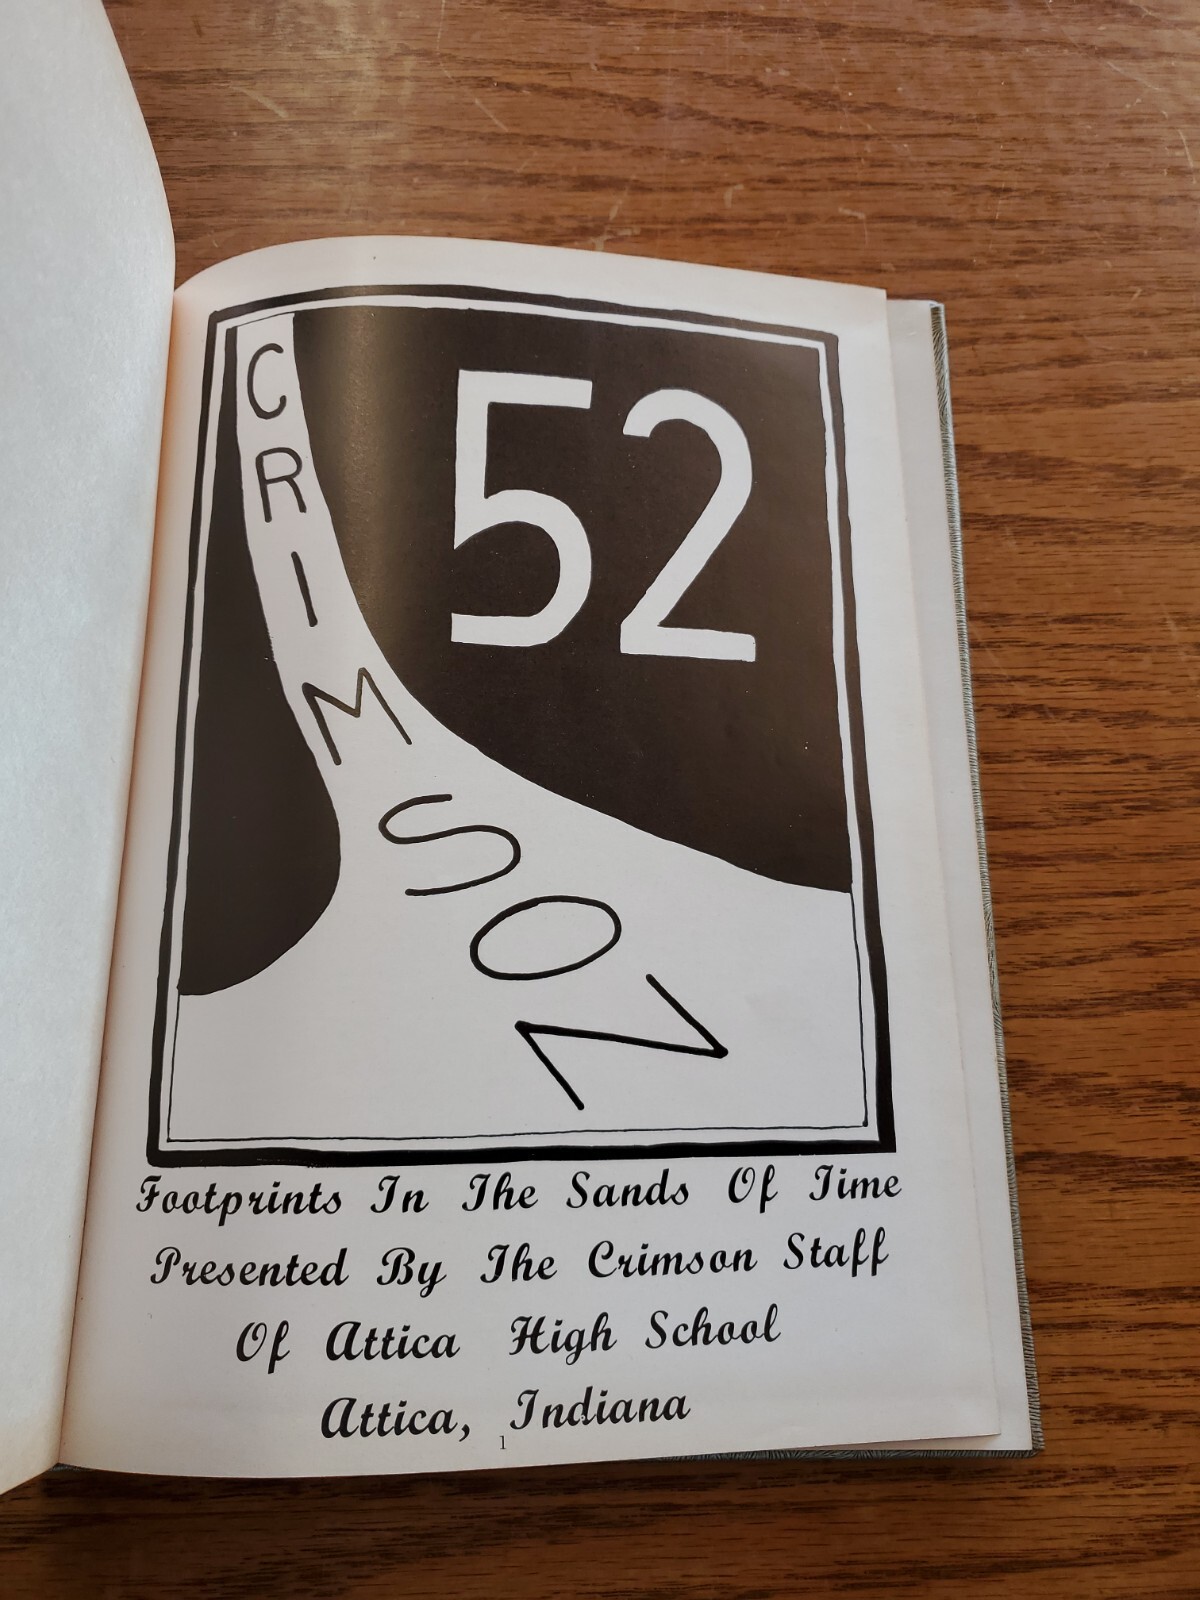 CRIMSON
52
Footprints In The Sands Of Time
Presented By The Crimson Staff
Of Attica High School
Attica, Indiana
1